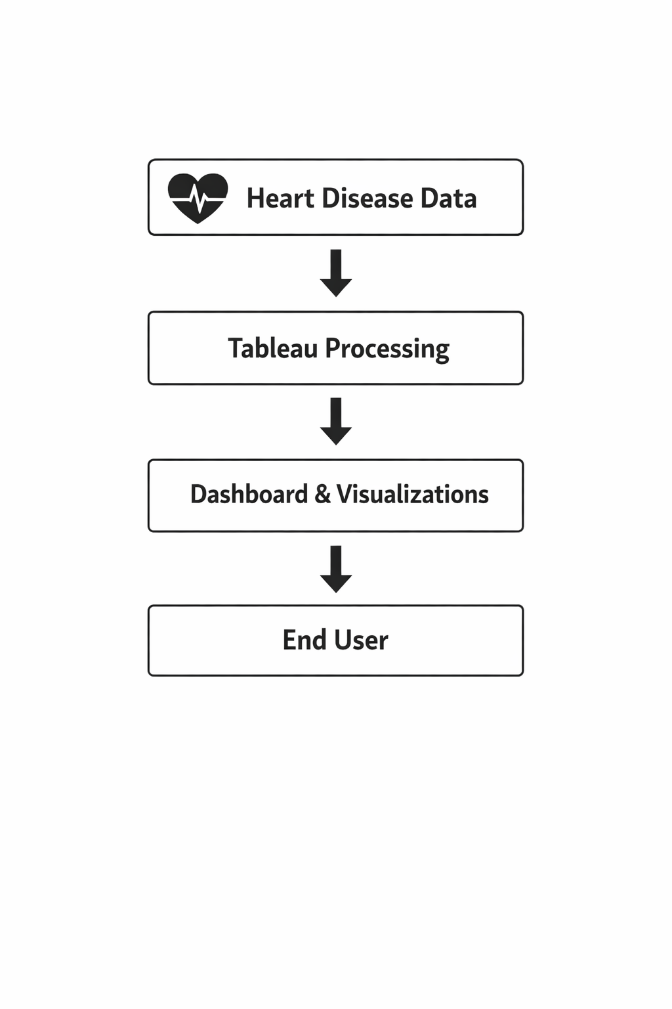 Heart Disease Data
Tableau Processing
Dashboard & Visualizations
End User